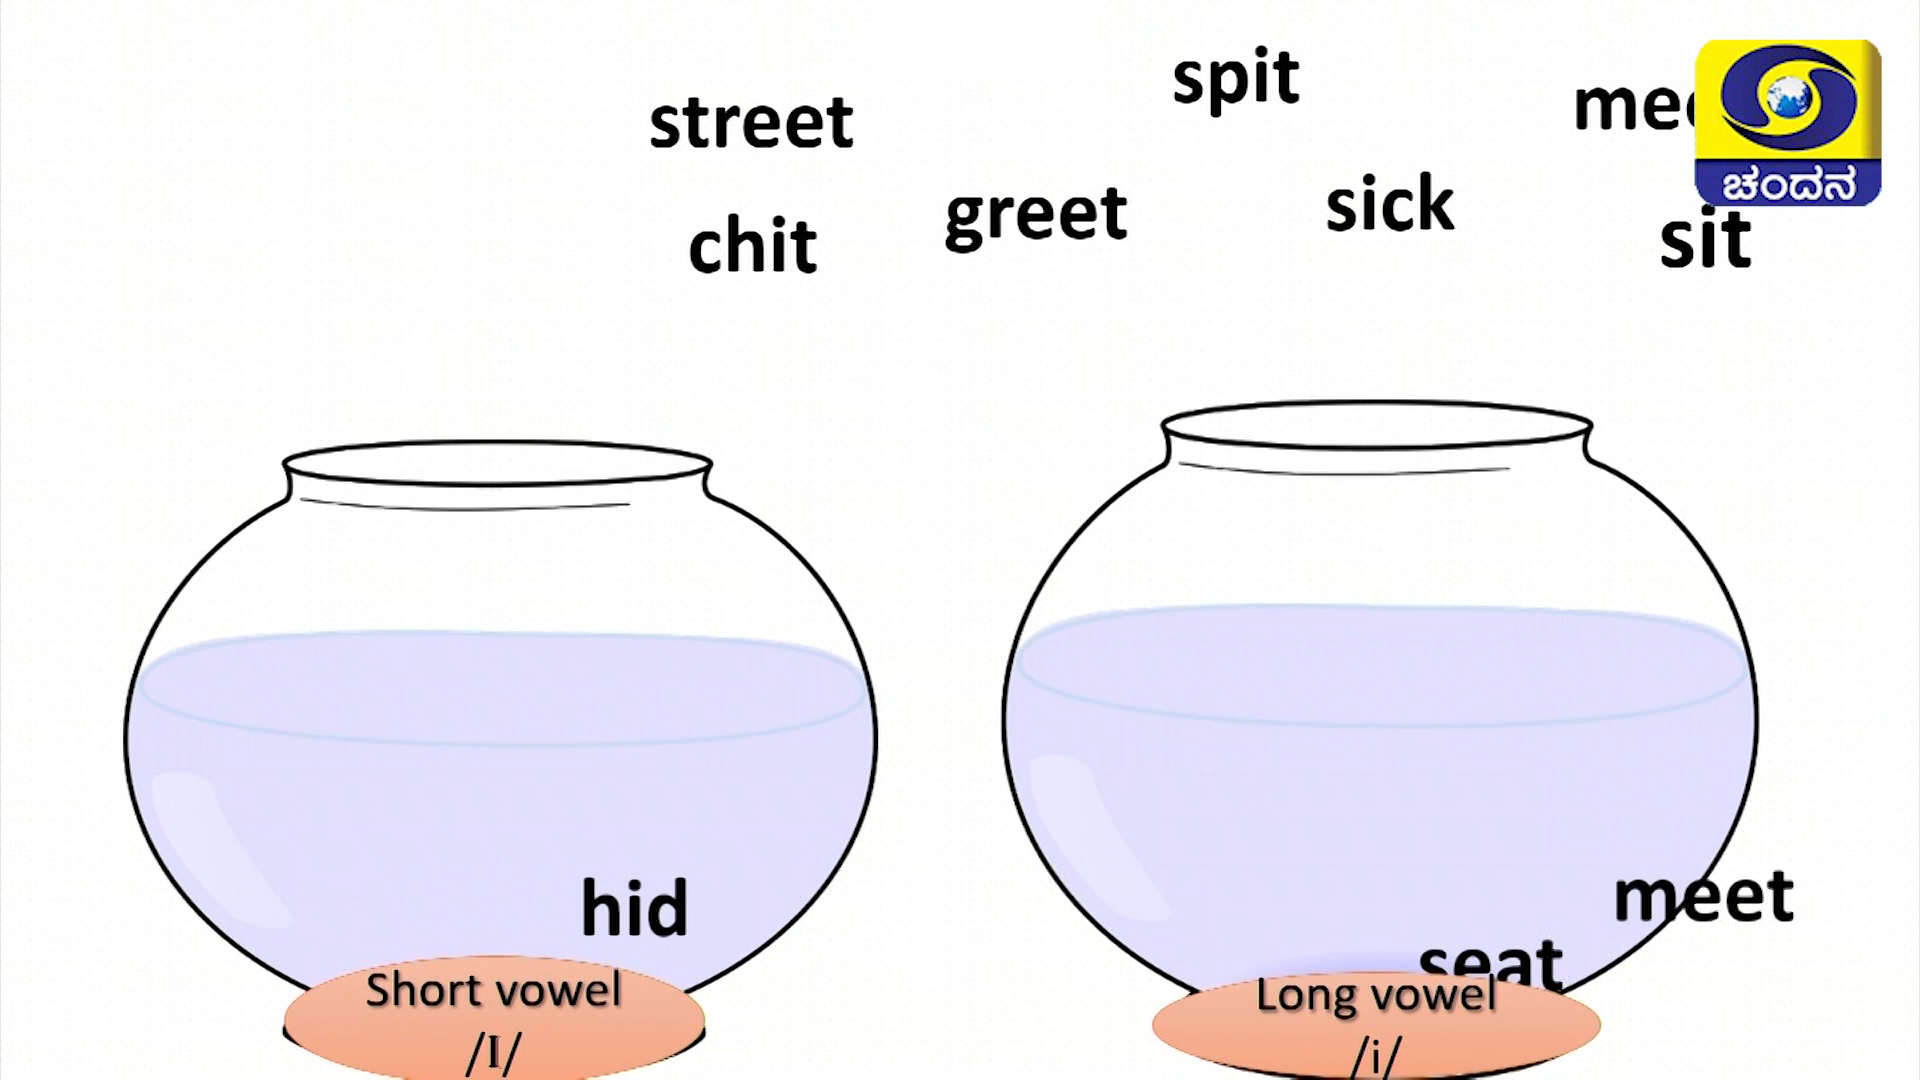 spit
street
sick
greet
chit
ಚಂದನ
sit
hid
meet
seat
Short vowel
/I/
Long vowel
/i/